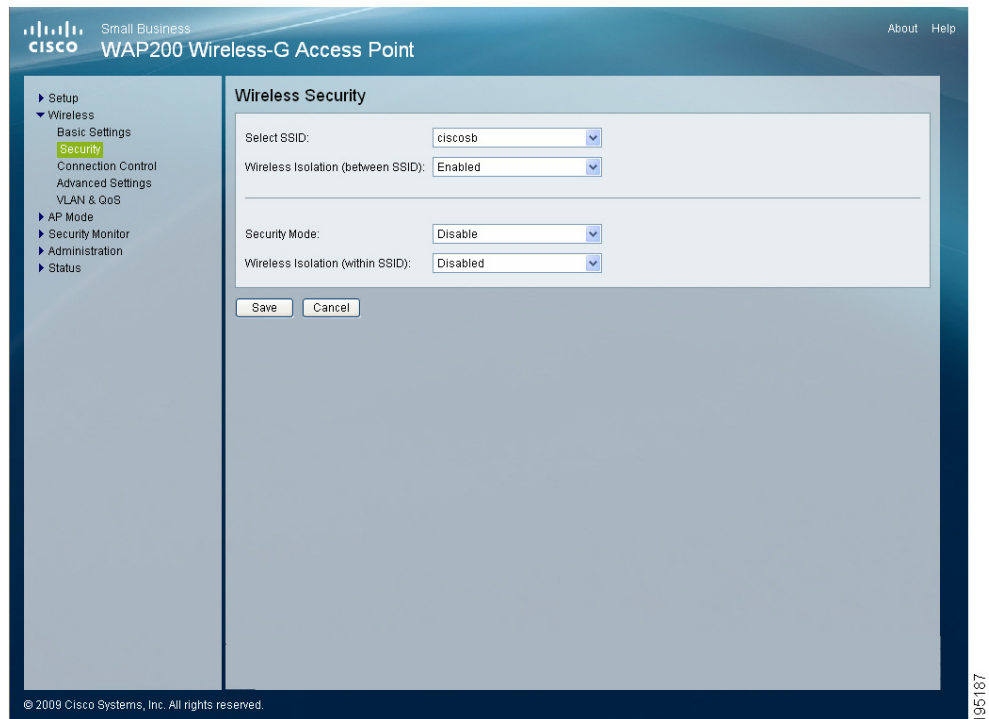 Small Business
CISCO WAP200 Wireless-G Access Point
About Help
Setup
Wireless
Basic Settings
Security
Connection Control
Advanced Settings
VLAN & QoS
AP Mode
Security Monitor
Administration
Status
Wireless Security
Select SSID: ciscosb
Wireless Isolation (between SSID): Enabled
Security Mode: Disable
Wireless Isolation (within SSID): Disabled
Save Cancel
© 2009 Cisco Systems, Inc. All rights reserved.
195187